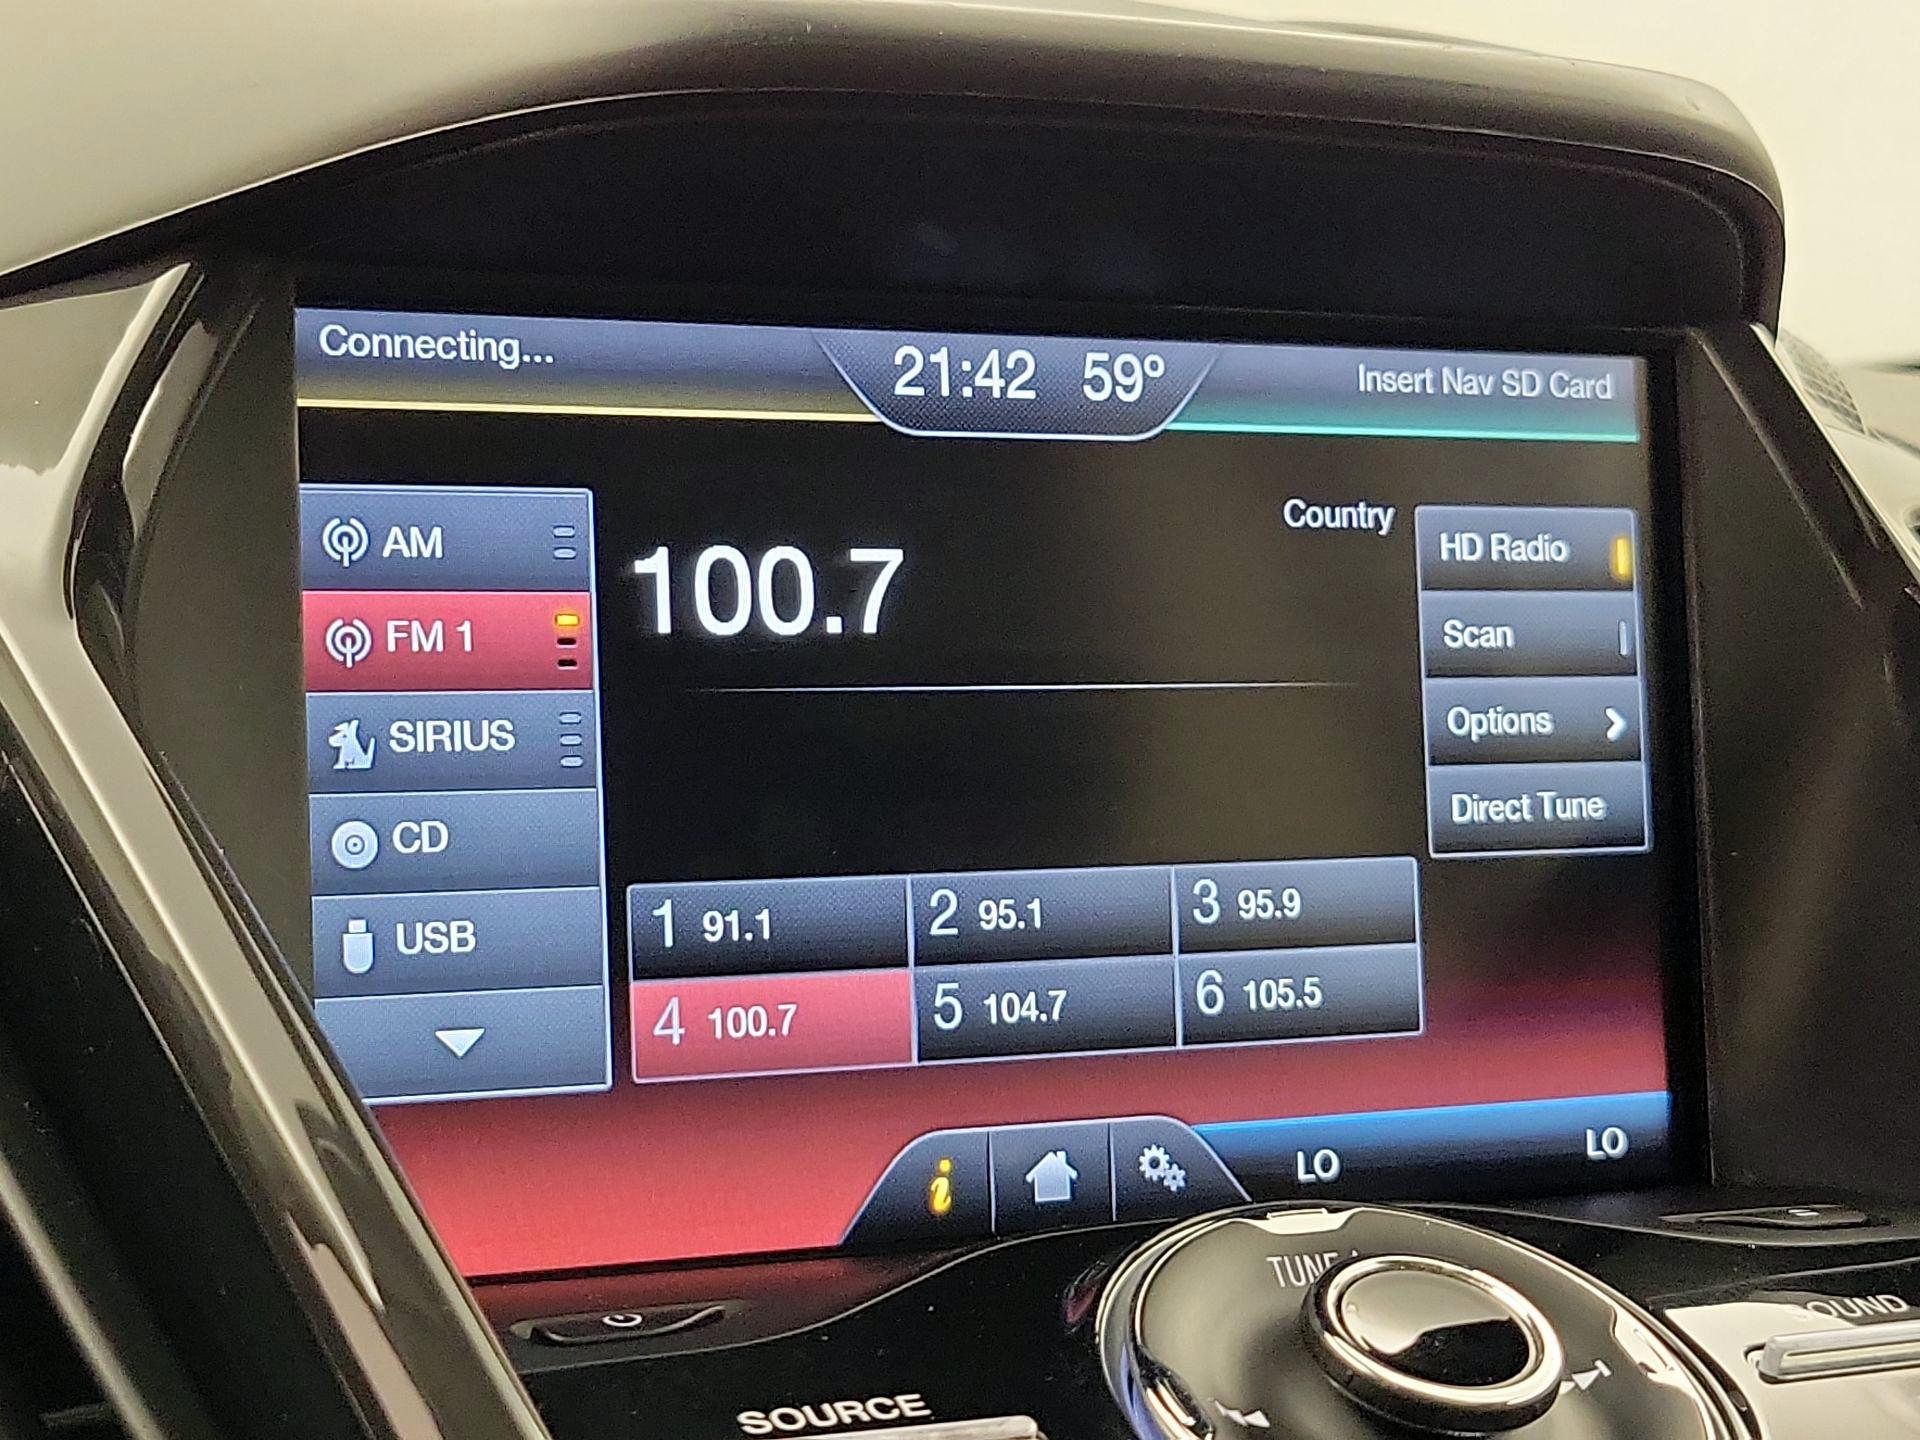 Connecting...
21:42 59°
Insert Nav SD Card
AM
FM 1
SIRIUS
CD
USB
100.7
Country
HD Radio
Scan
Options
Direct Tune
1 91.1
2 95.1
3 95.9
4 100.7
5 104.7
6 105.5
i
LO
LO
TUNE
SOUND
SOURCE